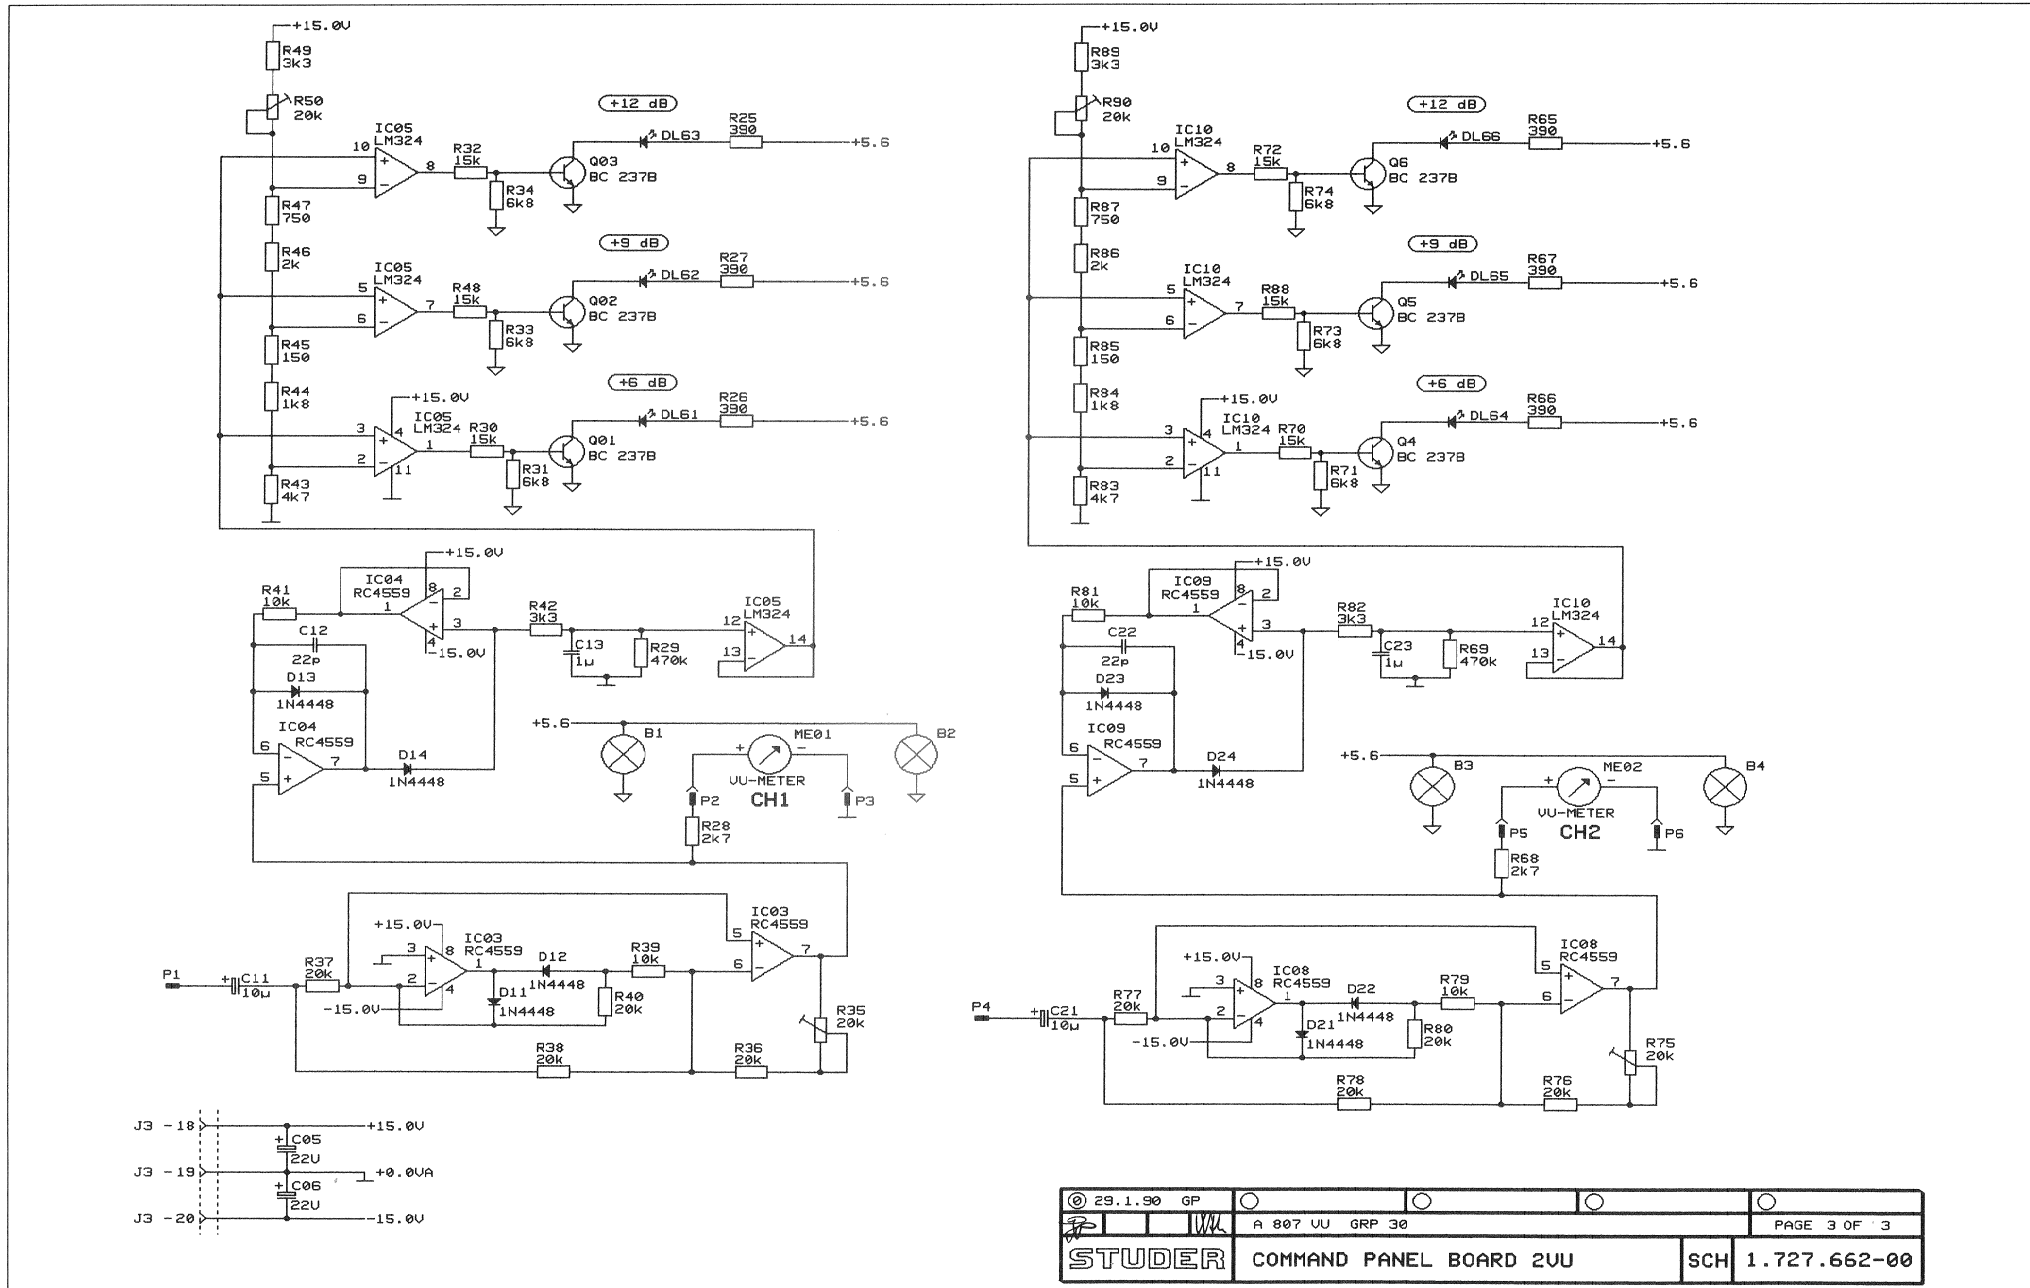 +15.0V
R49
3k3
R50
20k
+12 dB
DL63
R25
390
+5.6
IC05
LM324
10
9
8
R32
15k
R34
6k8
Q03
BC 237B
R47
750
R46
2k
+9 dB
DL62
R27
390
+5.6
IC05
LM324
5
6
7
R48
15k
R33
6k8
Q02
BC 237B
R45
150
R44
1k8
+6 dB
DL61
R26
390
+5.6
+15.0V
IC05
LM324
3
2
4
11
1
R30
15k
R31
6k8
Q01
BC 237B
R43
4k7
+15.0V
R41
10k
IC04
RC4559
1
8
2
3
4
-15.0V
C12
22p
D13
1N4448
R42
3k3
C13
1µ
R29
470k
IC05
LM324
12
13
14
IC04
RC4559
6
5
7
D14
1N4448
+5.6
B1
ME01
+
-
VU-METER
CH1
B2
P2
P3
R28
2k7
P1
+
C11
10µ
R37
20k
+15.0V
3
2
8
4
1
-15.0V
IC03
RC4559
D12
1N4448
D11
1N4448
R40
20k
R39
10k
IC03
RC4559
5
6
7
R35
20k
R38
20k
R36
20k
J3 -18
+15.0V
+
C05
22U
J3 -19
+0.0VA
+
C06
22U
J3 -20
-15.0V
+15.0V
R89
3k3
R90
20k
+12 dB
DL66
R65
390
+5.6
IC10
LM324
10
9
8
R72
15k
R74
6k8
Q6
BC 237B
R87
750
R86
2k
+9 dB
DL65
R67
390
+5.6
IC10
LM324
5
6
7
R88
15k
R73
6k8
Q5
BC 237B
R85
150
R84
1k8
+6 dB
DL64
R66
390
+5.6
+15.0V
IC10
LM324
3
2
4
11
1
R70
15k
R71
6k8
Q4
BC 237B
R83
4k7
+15.0V
R81
10k
IC09
RC4559
1
8
2
3
4
-15.0V
C22
22p
D23
1N4448
R82
3k3
C23
1µ
R69
470k
IC10
LM324
12
13
14
IC09
RC4559
6
5
7
D24
1N4448
+5.6
B3
ME02
+
-
VU-METER
CH2
B4
P5
P6
R68
2k7
P4
+
C21
10µ
R77
20k
+15.0V
3
2
8
4
1
-15.0V
IC08
RC4559
D22
1N4448
D21
1N4448
R80
20k
R79
10k
IC08
RC4559
5
6
7
R75
20k
R78
20k
R76
20k
0 29.1.90 GP
A 807 VU GRP 30
PAGE 3 OF 3
STUDER
COMMAND PANEL BOARD 2VU
SCH
1.727.662-00